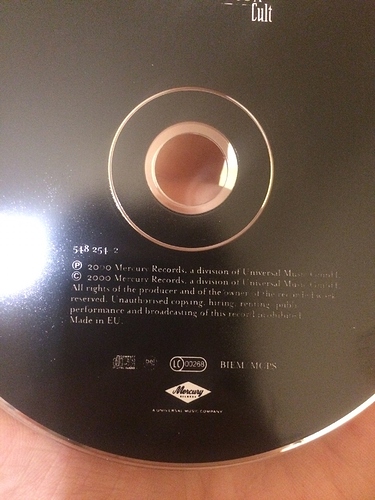 Cult
548 254-2
℗ 2000 Mercury Records, a division of Universal Music GmbH.
© 2000 Mercury Records, a division of Universal Music GmbH.
All rights of the producer and of the owner of the recorded work
reserved. Unauthorised copying, hiring, renting, public
performance and broadcasting of this record prohibited.
Made in EU.
LC 00268 BIEM/MCPS
Mercury
RECORDS
A UNIVERSAL MUSIC COMPANY